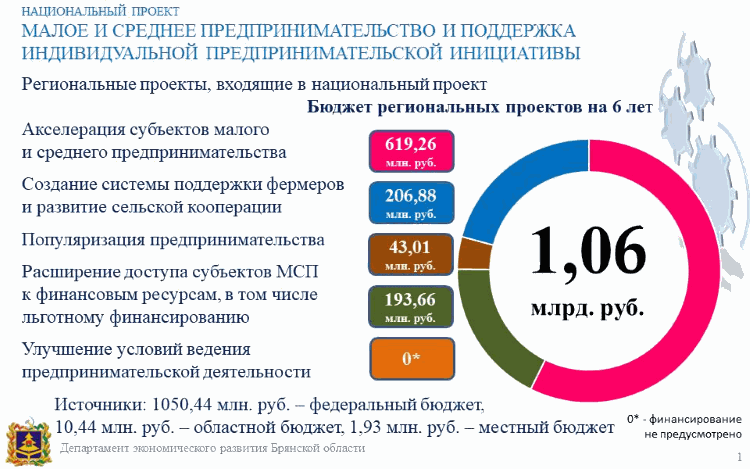 НАЦИОНАЛЬНЫЙ ПРОЕКТ
МАЛОЕ И СРЕДНЕЕ ПРЕДПРИНИМАТЕЛЬСТВО И ПОДДЕРЖКА
ИНДИВИДУАЛЬНОЙ ПРЕДПРИНИМАТЕЛЬСКОЙ ИНИЦИАТИВЫ
Региональные проекты, входящие в национальный проект
Бюджет региональных проектов на 6 лет
Акселерация субъектов малого
и среднего предпринимательства
619,26
млн. руб.
Создание системы поддержки фермеров
и развитие сельской кооперации
206,88
млн. руб.
Популяризация предпринимательства
43,01
млн. руб.
Расширение доступа субъектов МСП
к финансовым ресурсам, в том числе
льготному финансированию
193,66
млн. руб.
Улучшение условий ведения
предпринимательской деятельности
0*
1,06
млрд. руб.
Источники: 1050,44 млн. руб. – федеральный бюджет,
10,44 млн. руб. – областной бюджет, 1,93 млн. руб. – местный бюджет
0* - финансирование
не предусмотрено
Департамент экономического развития Брянской области
1